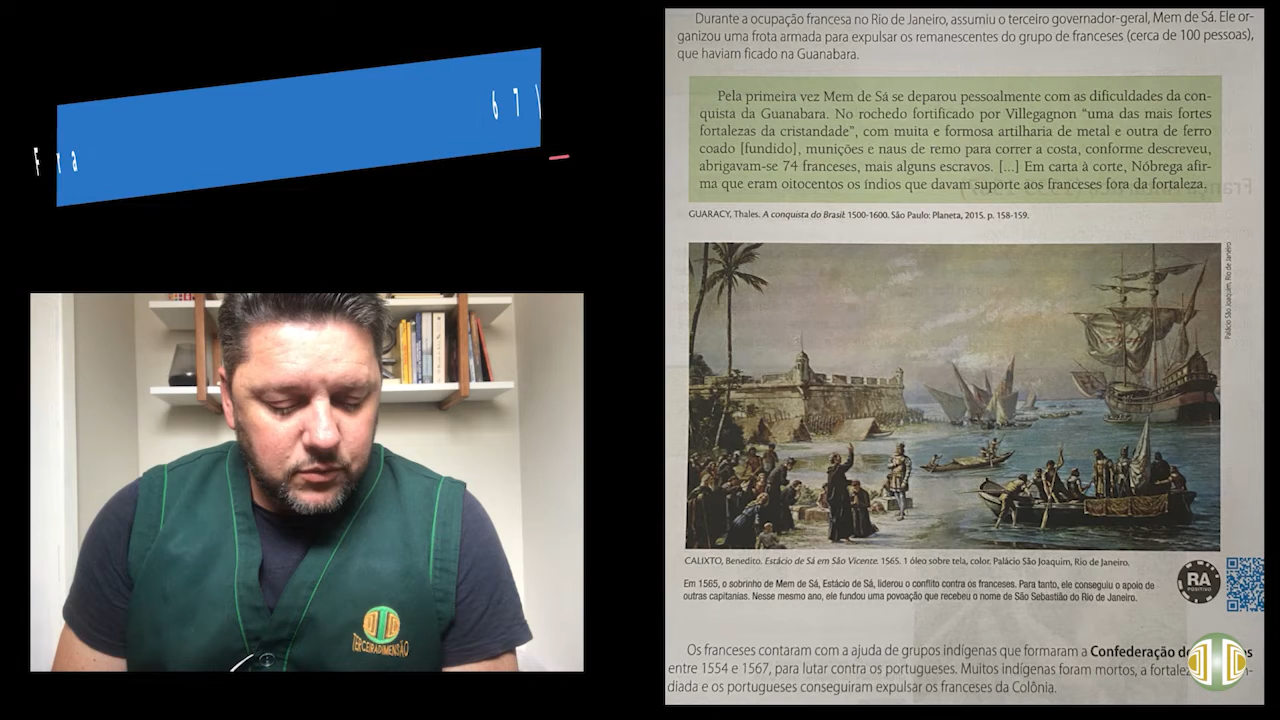 Fra
67)
TERCEIRADIMENSÃO
Durante a ocupação francesa no Rio de Janeiro, assumiu o terceiro governador-geral, Mem de Sá. Ele or-
ganizou uma frota armada para expulsar os remanescentes do grupo de franceses (cerca de 100 pessoas),
que haviam ficado na Guanabara.
Pela primeira vez Mem de Sá se deparou pessoalmente com as dificuldades da con-
quista da Guanabara. No rochedo fortificado por Villegagnon “uma das mais fortes
fortalezas da cristandade”, com muita e formosa artilharia de metal e outra de ferro
coado [fundido], munições e naus de remo para correr a costa, conforme descreveu,
abrigavam-se 74 franceses, mais alguns escravos. [...] Em carta à corte, Nóbrega afir-
ma que eram oitocentos os índios que davam suporte aos franceses fora da fortaleza.
GUARACY, Thales. A conquista do Brasil: 1500-1600. São Paulo: Planeta, 2015. p. 158-159.
Palácio São Joaquim, Rio de Janeiro
CALIXTO, Benedito. Estácio de Sá em São Vicente. 1565. 1 óleo sobre tela, color. Palácio São Joaquim, Rio de Janeiro.
Em 1565, o sobrinho de Mem de Sá, Estácio de Sá, liderou o conflito contra os franceses. Para tanto, ele conseguiu o apoio de
outras capitanias. Nesse mesmo ano, ele fundou uma povoação que recebeu o nome de São Sebastião do Rio de Janeiro.
RA
POSITIVO
Os franceses contaram com a ajuda de grupos indígenas que formaram a Confederação
entre 1554 e 1567, para lutar contra os portugueses. Muitos indígenas foram mortos, a
diada e os portugueses conseguiram expulsar os franceses da Colônia.